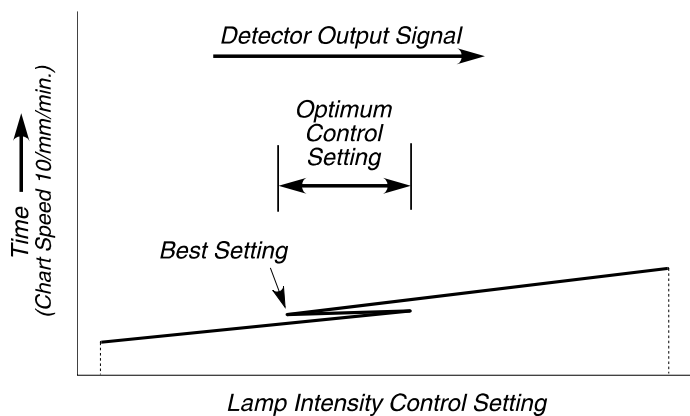 Detector Output Signal
Optimum
Control
Setting
Time
(Chart Speed 10/mm/min.)
Best Setting
Lamp Intensity Control Setting